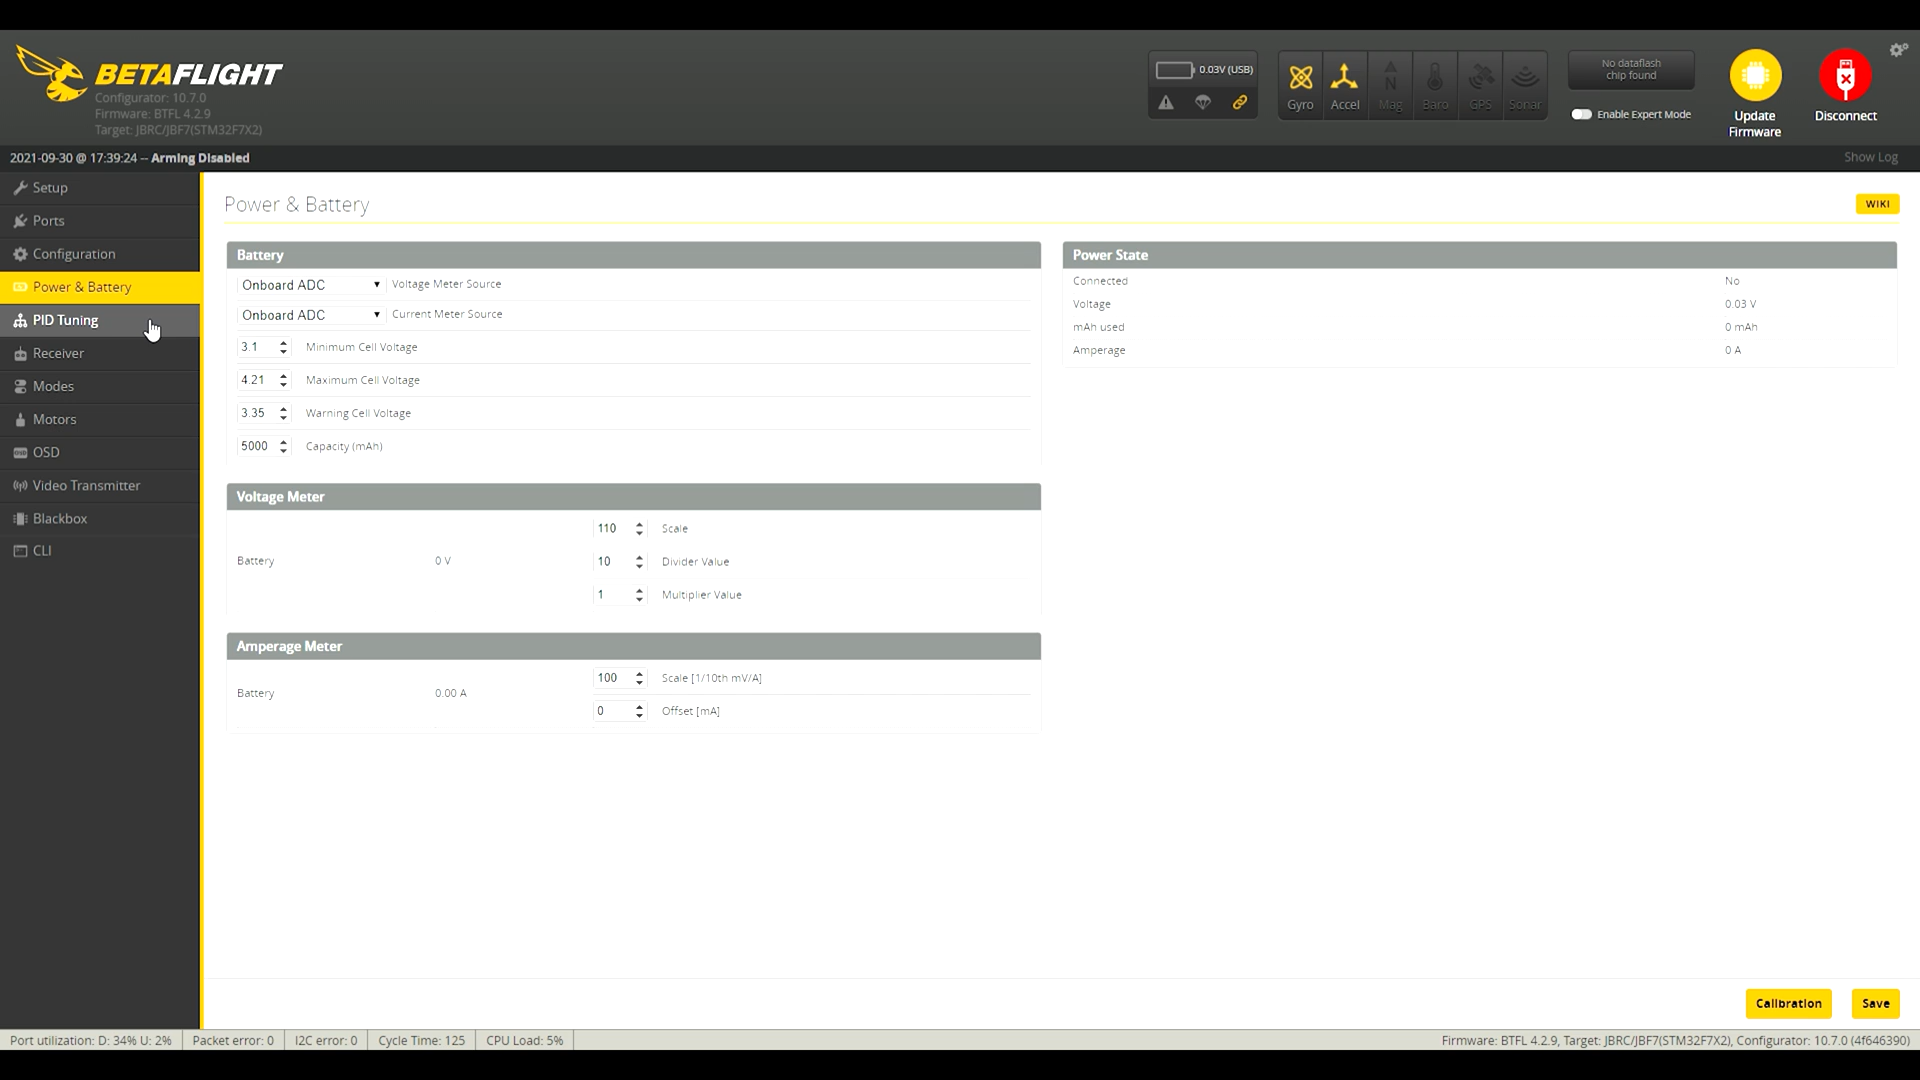 BETAFLIGHT
Configurator: 10.7.0
Firmware: BTFL 4.2.9
Target: JBRC/JBF7(STM32F7X2)
0.03V (USB)
Gyro
Accel
Mag
Baro
GPS
Sonar
No dataflash
chip found
Enable Expert Mode
Update
Firmware
Disconnect
2021-09-30 @ 17:39:24 -- Arming Disabled
Show Log
Setup
Ports
Configuration
Power & Battery
PID Tuning
Receiver
Modes
Motors
OSD
Video Transmitter
Blackbox
CLI
Power & Battery
WIKI
Battery
Onboard ADC Voltage Meter Source
Onboard ADC Current Meter Source
3.1 Minimum Cell Voltage
4.21 Maximum Cell Voltage
3.35 Warning Cell Voltage
5000 Capacity (mAh)
Power State
Connected No
Voltage 0.03 V
mAh used 0 mAh
Amperage 0 A
Voltage Meter
Battery 0 V
110 Scale
10 Divider Value
1 Multiplier Value
Amperage Meter
Battery 0.00 A
100 Scale [1/10th mV/A]
0 Offset [mA]
Calibration
Save
Port utilization: D: 34% U: 2%
Packet error: 0
I2C error: 0
Cycle Time: 125
CPU Load: 5%
Firmware: BTFL 4.2.9, Target: JBRC/JBF7(STM32F7X2), Configurator: 10.7.0 (4f646390)